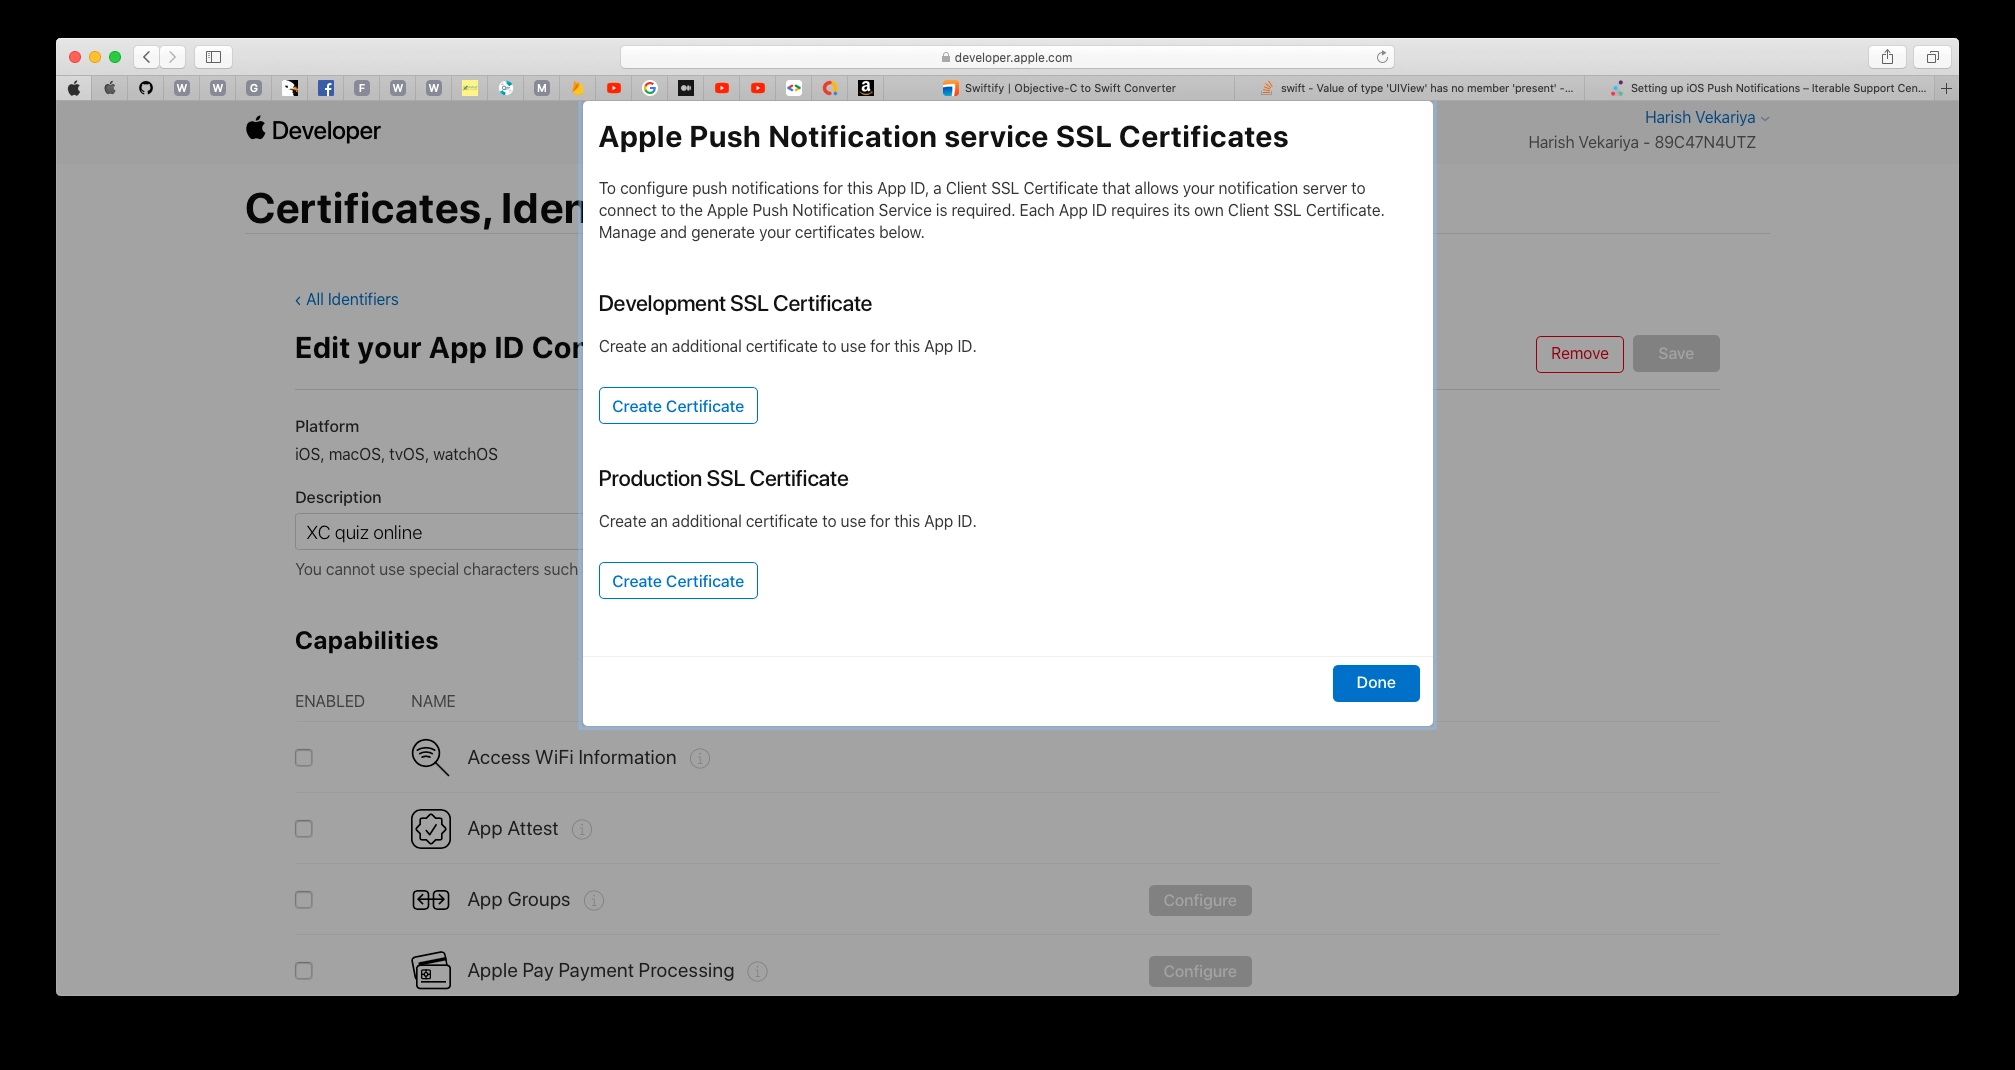 developer.apple.com
W
W
G
F
W
W
M
Swiftify | Objective-C to Swift Converter
swift - Value of type 'UIView' has no member 'present' -...
Setting up iOS Push Notifications – Iterable Support Cen...
Developer
Harish Vekariya
Harish Vekariya - 89C47N4UTZ
Certificates, Iden
All Identifiers
Edit your App ID Con
Remove
Save
Platform
iOS, macOS, tvOS, watchOS
Description
XC quiz online
You cannot use special characters such
Capabilities
ENABLED
NAME
Access WiFi Information
App Attest
App Groups
Configure
Apple Pay Payment Processing
Configure
Apple Push Notification service SSL Certificates
To configure push notifications for this App ID, a Client SSL Certificate that allows your notification server to
connect to the Apple Push Notification Service is required. Each App ID requires its own Client SSL Certificate.
Manage and generate your certificates below.
Development SSL Certificate
Create an additional certificate to use for this App ID.
Create Certificate
Production SSL Certificate
Create an additional certificate to use for this App ID.
Create Certificate
Done